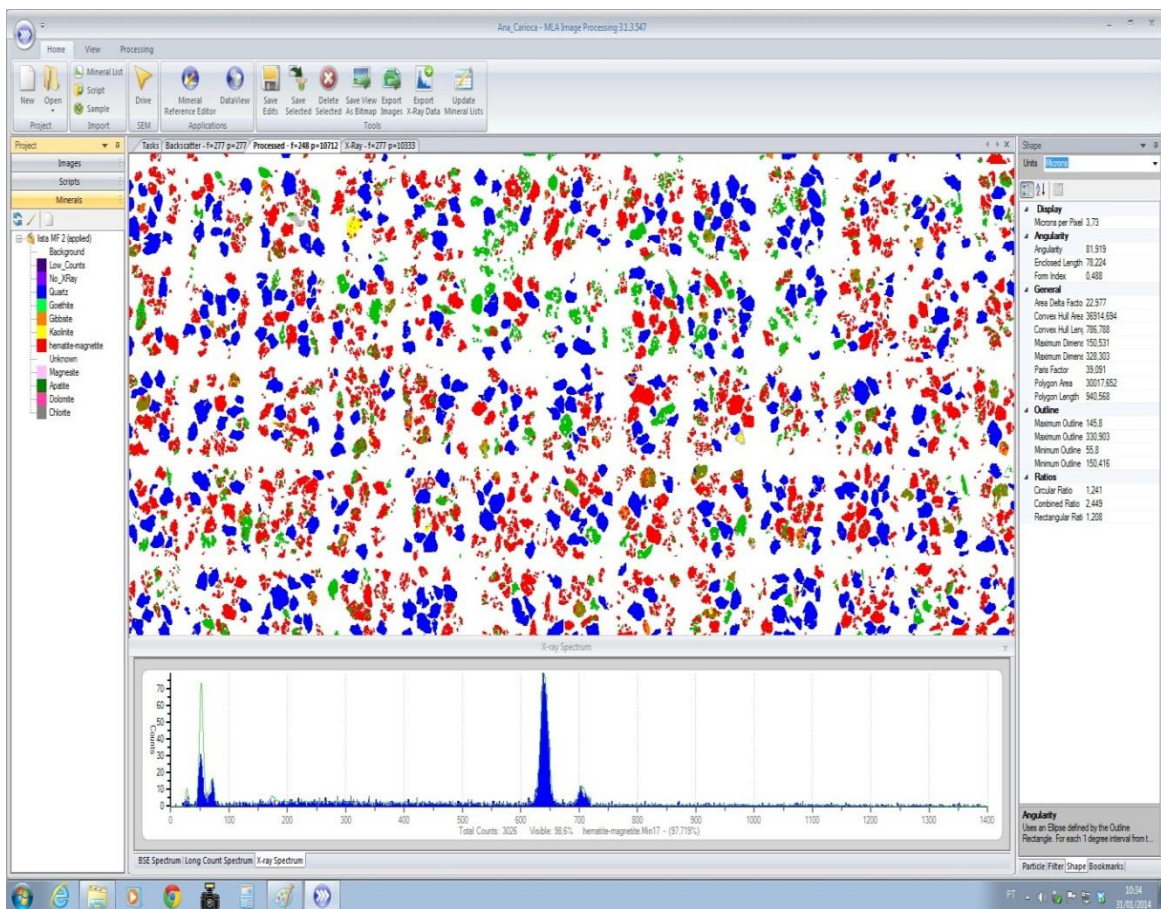 Ana_Carioca - MLA Image Processing 3.1.3.547
Home View Processing
New Open Mineral List Script Sample Drive Mineral Reference Editor DataView Save Edits Save Selected Delete Selected Save View As Bitmap Export Images Export X-Ray Data Update Mineral Lists
Project Import SEM Applications Tools
Project
Images
Scripts
Minerals
lista MF 2 (applied)
Background
Low_Counts
No_XRay
Quartz
Goethite
Gibbsite
Kaolinite
hematite-magnetite
Unknown
Magnesite
Apatite
Dolomite
Chlorite
Tasks Backscatter - f=277 p=277 Processed - f=248 p=10712 X-Ray - f=277 p=10333
X-ray Spectrum
Counts
70
60
50
40
30
20
10
0
0 100 200 300 400 500 600 700 800 900 1000 1100 1200 1300 1400
Total Counts: 3026 Visible: 98.6% hematite-magnetite.Min17 - (97,719%)
BSE Spectrum Long Count Spectrum X-ray Spectrum
Shape
Units Microns
Display
Microns per Pixel 3,73
Angularity
Angularity 81,919
Enclosed Length 78,224
Form Index 0,488
General
Area Delta Facto 22,977
Convex Hull Area 36914,694
Convex Hull Leng 786,788
Maximum Dimens 150,531
Maximum Dimens 328,303
Paris Factor 39,091
Polygon Area 30017,652
Polygon Length 940,568
Outline
Maximum Outline 145,8
Maximum Outline 330,903
Minimum Outline 55,8
Minimum Outline 150,416
Ratios
Circular Ratio 1,241
Combined Ratio 2,449
Rectangular Rati 1,208
Angularity
Uses an Ellipse defined by the Outline
Rectangle. For each 1 degree interval from t...
Particle Filter Shape Bookmarks
PT 10:34
31/01/2014